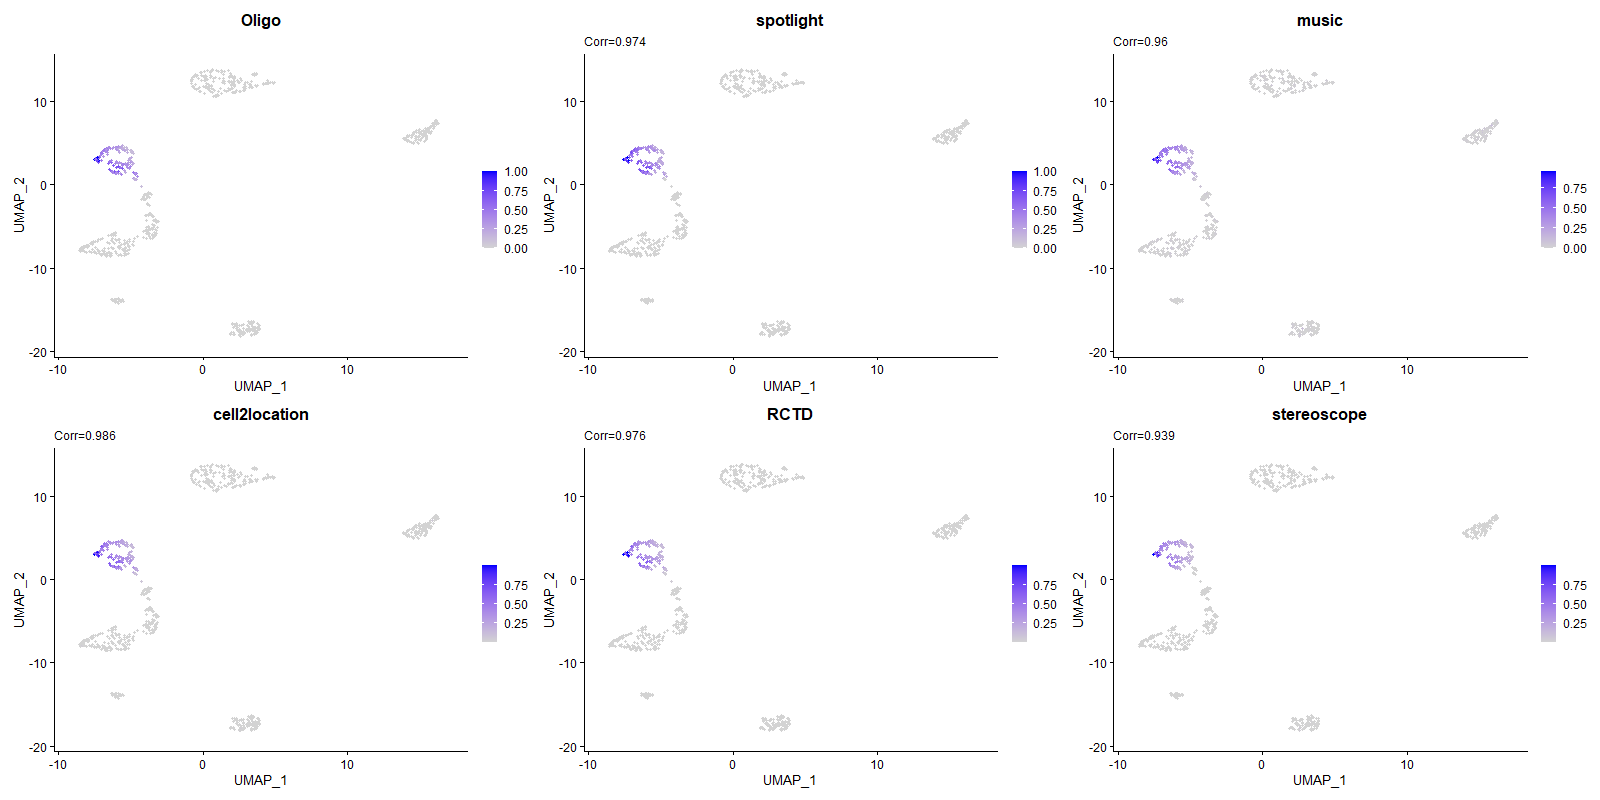 Oligo
10
0
-10
-20
-10
0
10
UMAP_1
UMAP_2
1.00
0.75
0.50
0.25
0.00
spotlight
Corr=0.974
10
0
-10
-20
-10
0
10
UMAP_1
UMAP_2
1.00
0.75
0.50
0.25
0.00
music
Corr=0.96
10
0
-10
-20
-10
0
10
UMAP_1
UMAP_2
0.75
0.50
0.25
0.00
cell2location
Corr=0.986
10
0
-10
-20
-10
0
10
UMAP_1
UMAP_2
0.75
0.50
0.25
RCTD
Corr=0.976
10
0
-10
-20
-10
0
10
UMAP_1
UMAP_2
0.75
0.50
0.25
stereoscope
Corr=0.939
10
0
-10
-20
-10
0
10
UMAP_1
UMAP_2
0.75
0.50
0.25